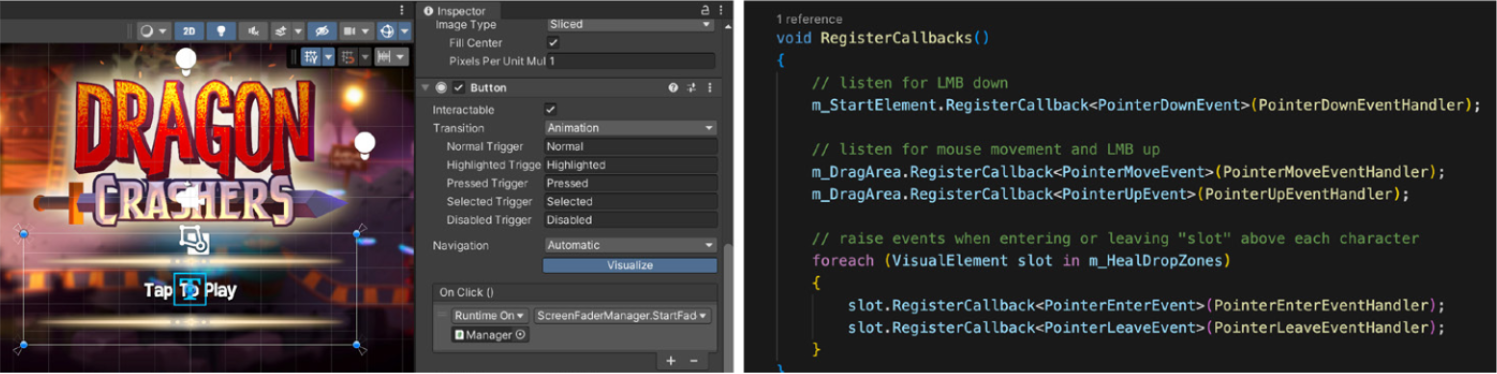 2D
DRAGON
CRASHERS
Tap To Play
Inspector
Image Type Sliced
Fill Center
Pixels Per Unit Mul 1
Button
Interactable
Transition Animation
Normal Trigger Normal
Highlighted Trigge Highlighted
Pressed Trigger Pressed
Selected Trigger Selected
Disabled Trigger Disabled
Navigation Automatic
Visualize
On Click ()
Runtime On ScreenFaderManager.StartFad
Manager
+ −
1 reference
void RegisterCallbacks()
{
// listen for LMB down
m_StartElement.RegisterCallback<PointerDownEvent>(PointerDownEventHandler);
// listen for mouse movement and LMB up
m_DragArea.RegisterCallback<PointerMoveEvent>(PointerMoveEventHandler);
m_DragArea.RegisterCallback<PointerUpEvent>(PointerUpEventHandler);
// raise events when entering or leaving "slot" above each character
foreach (VisualElement slot in m_HealDropZones)
{
slot.RegisterCallback<PointerEnterEvent>(PointerEnterEventHandler);
slot.RegisterCallback<PointerLeaveEvent>(PointerLeaveEventHandler);
}
}